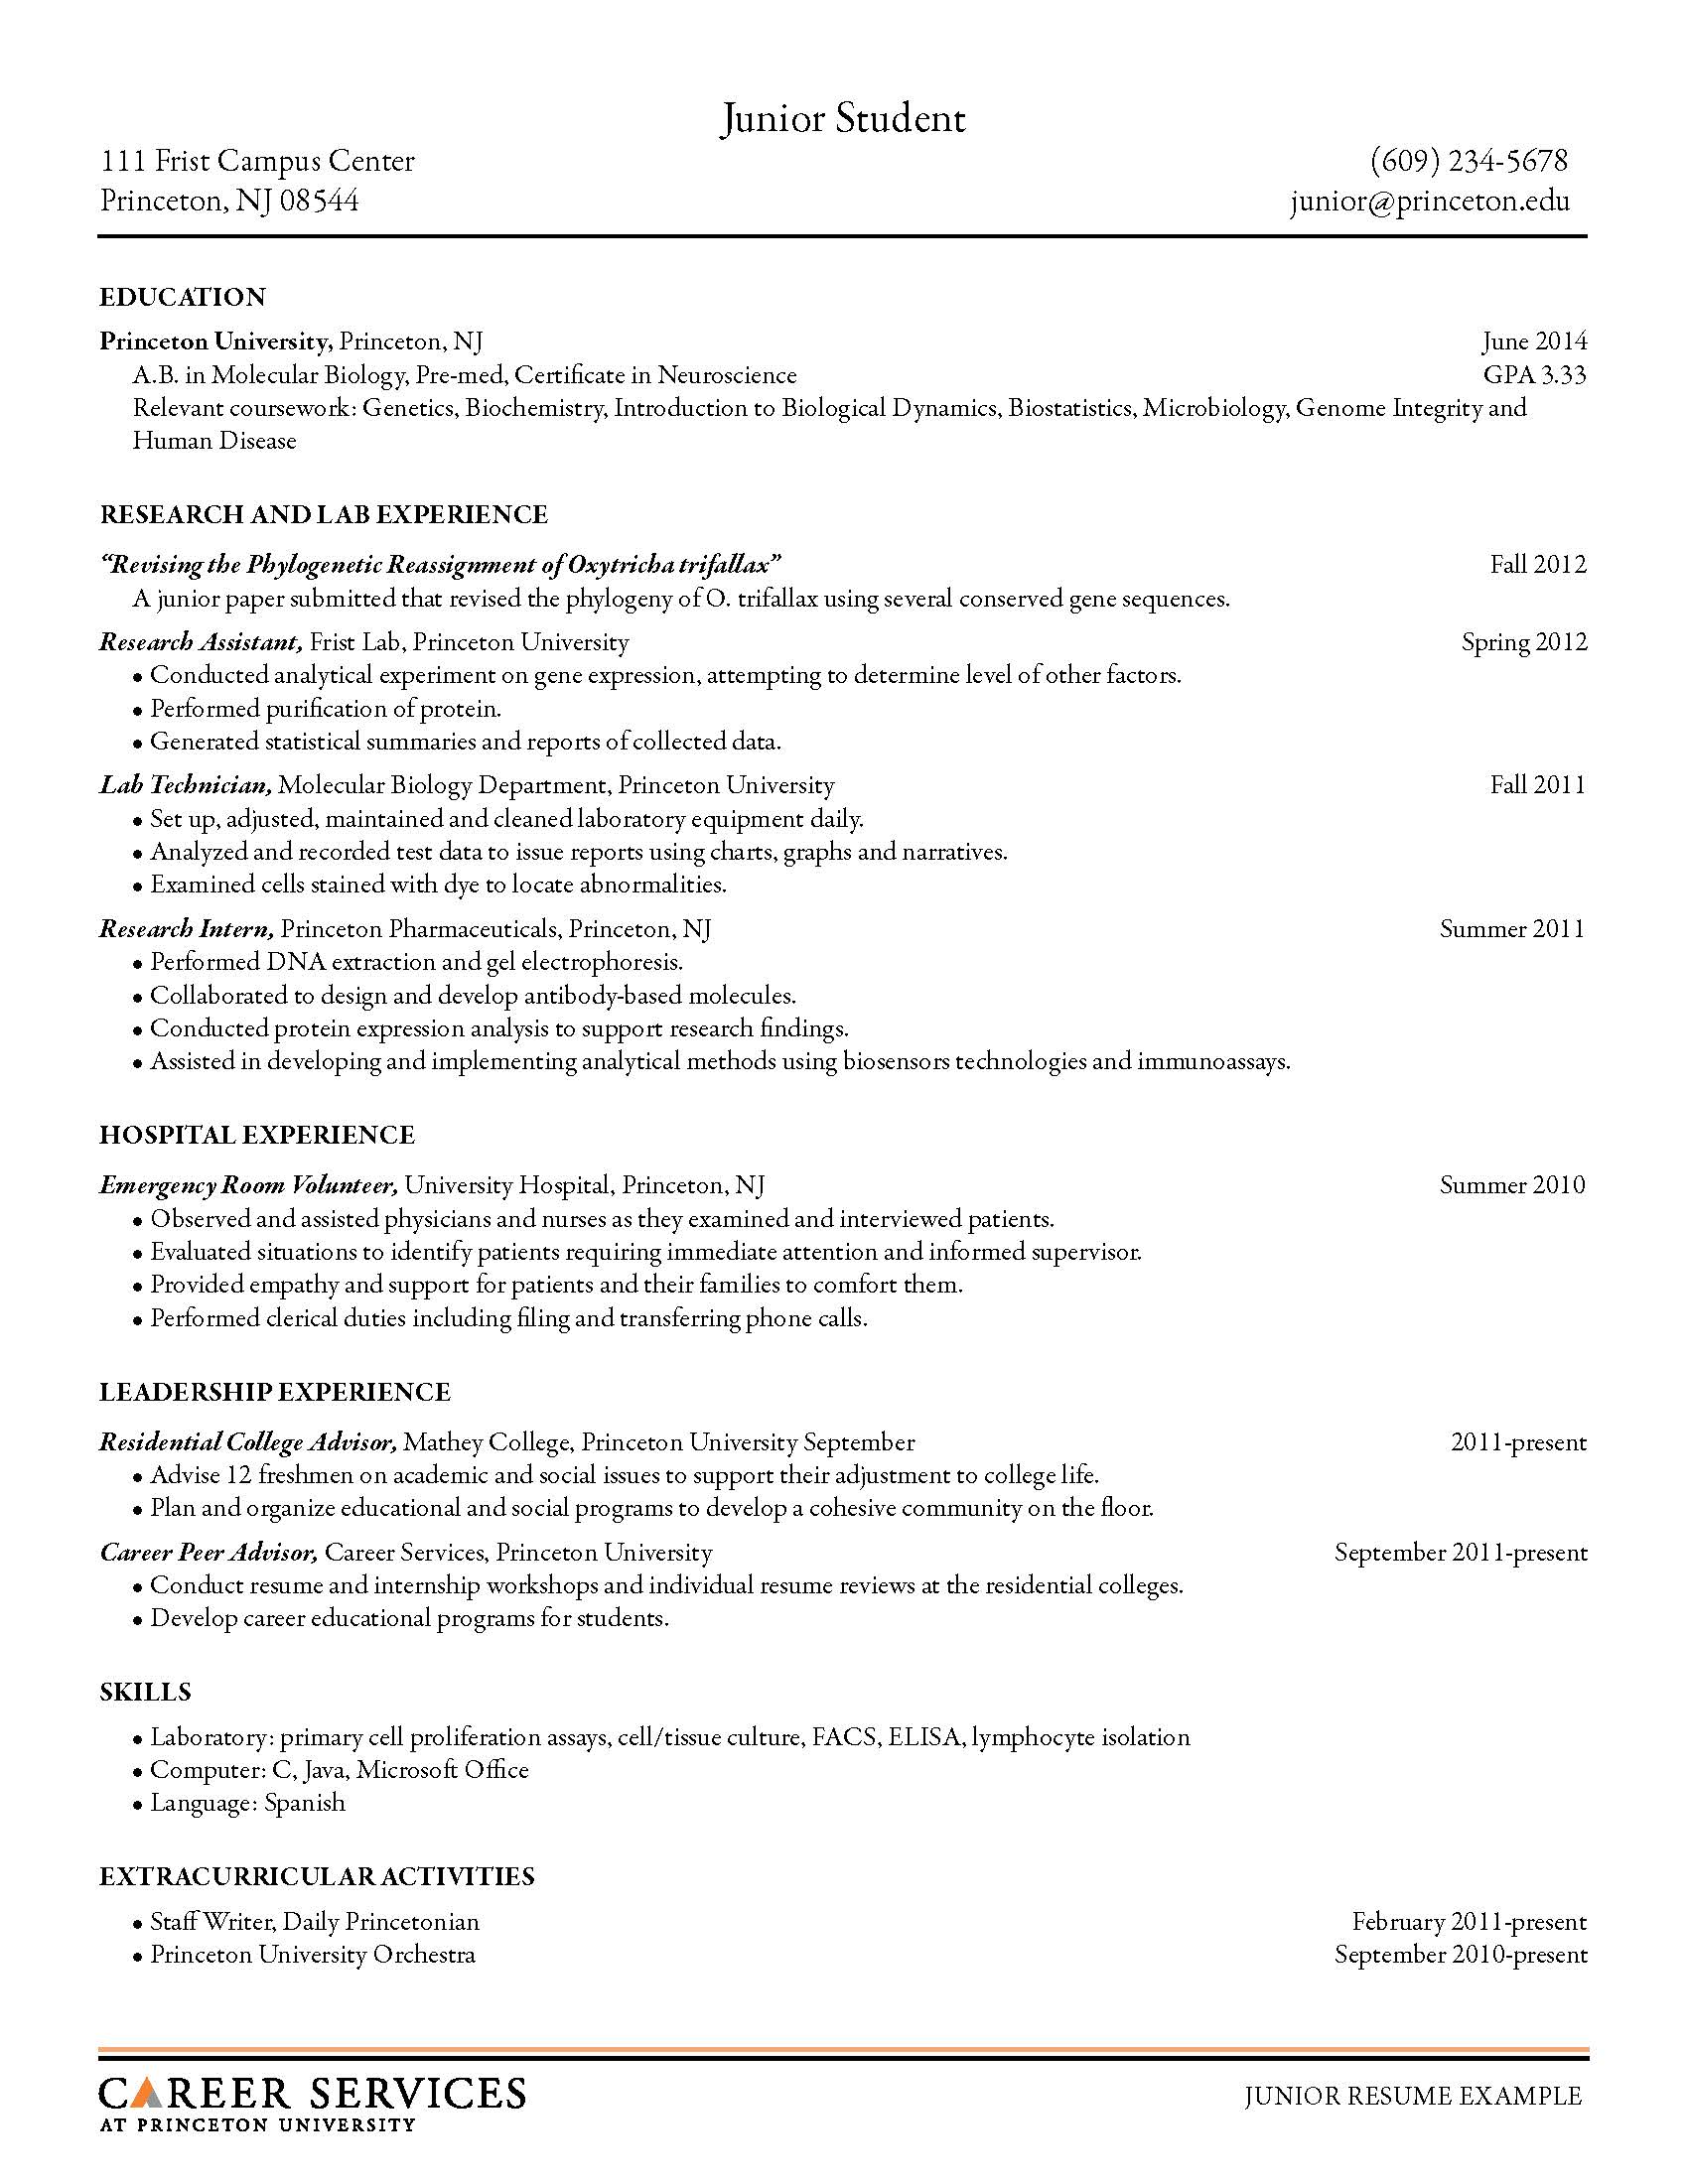 Junior Student
111 Frist Campus Center (609) 234-5678
Princeton, NJ 08544 junior@princeton.edu
EDUCATION
Princeton University, Princeton, NJ June 2014
A.B. in Molecular Biology, Pre-med, Certificate in Neuroscience GPA 3.33
Relevant coursework: Genetics, Biochemistry, Introduction to Biological Dynamics, Biostatistics, Microbiology, Genome Integrity and
Human Disease
RESEARCH AND LAB EXPERIENCE
“Revising the Phylogenetic Reassignment of Oxytricha trifallax” Fall 2012
A junior paper submitted that revised the phylogeny of O. trifallax using several conserved gene sequences.
Research Assistant, Frist Lab, Princeton University Spring 2012
• Conducted analytical experiment on gene expression, attempting to determine level of other factors.
• Performed purification of protein.
• Generated statistical summaries and reports of collected data.
Lab Technician, Molecular Biology Department, Princeton University Fall 2011
• Set up, adjusted, maintained and cleaned laboratory equipment daily.
• Analyzed and recorded test data to issue reports using charts, graphs and narratives.
• Examined cells stained with dye to locate abnormalities.
Research Intern, Princeton Pharmaceuticals, Princeton, NJ Summer 2011
• Performed DNA extraction and gel electrophoresis.
• Collaborated to design and develop antibody-based molecules.
• Conducted protein expression analysis to support research findings.
• Assisted in developing and implementing analytical methods using biosensors technologies and immunoassays.
HOSPITAL EXPERIENCE
Emergency Room Volunteer, University Hospital, Princeton, NJ Summer 2010
• Observed and assisted physicians and nurses as they examined and interviewed patients.
• Evaluated situations to identify patients requiring immediate attention and informed supervisor.
• Provided empathy and support for patients and their families to comfort them.
• Performed clerical duties including filing and transferring phone calls.
LEADERSHIP EXPERIENCE
Residential College Advisor, Mathey College, Princeton University September 2011-present
• Advise 12 freshmen on academic and social issues to support their adjustment to college life.
• Plan and organize educational and social programs to develop a cohesive community on the floor.
Career Peer Advisor, Career Services, Princeton University September 2011-present
• Conduct resume and internship workshops and individual resume reviews at the residential colleges.
• Develop career educational programs for students.
SKILLS
• Laboratory: primary cell proliferation assays, cell/tissue culture, FACS, ELISA, lymphocyte isolation
• Computer: C, Java, Microsoft Office
• Language: Spanish
EXTRACURRICULAR ACTIVITIES
• Staff Writer, Daily Princetonian February 2011-present
• Princeton University Orchestra September 2010-present
CAREER SERVICES
AT PRINCETON UNIVERSITY
JUNIOR RESUME EXAMPLE